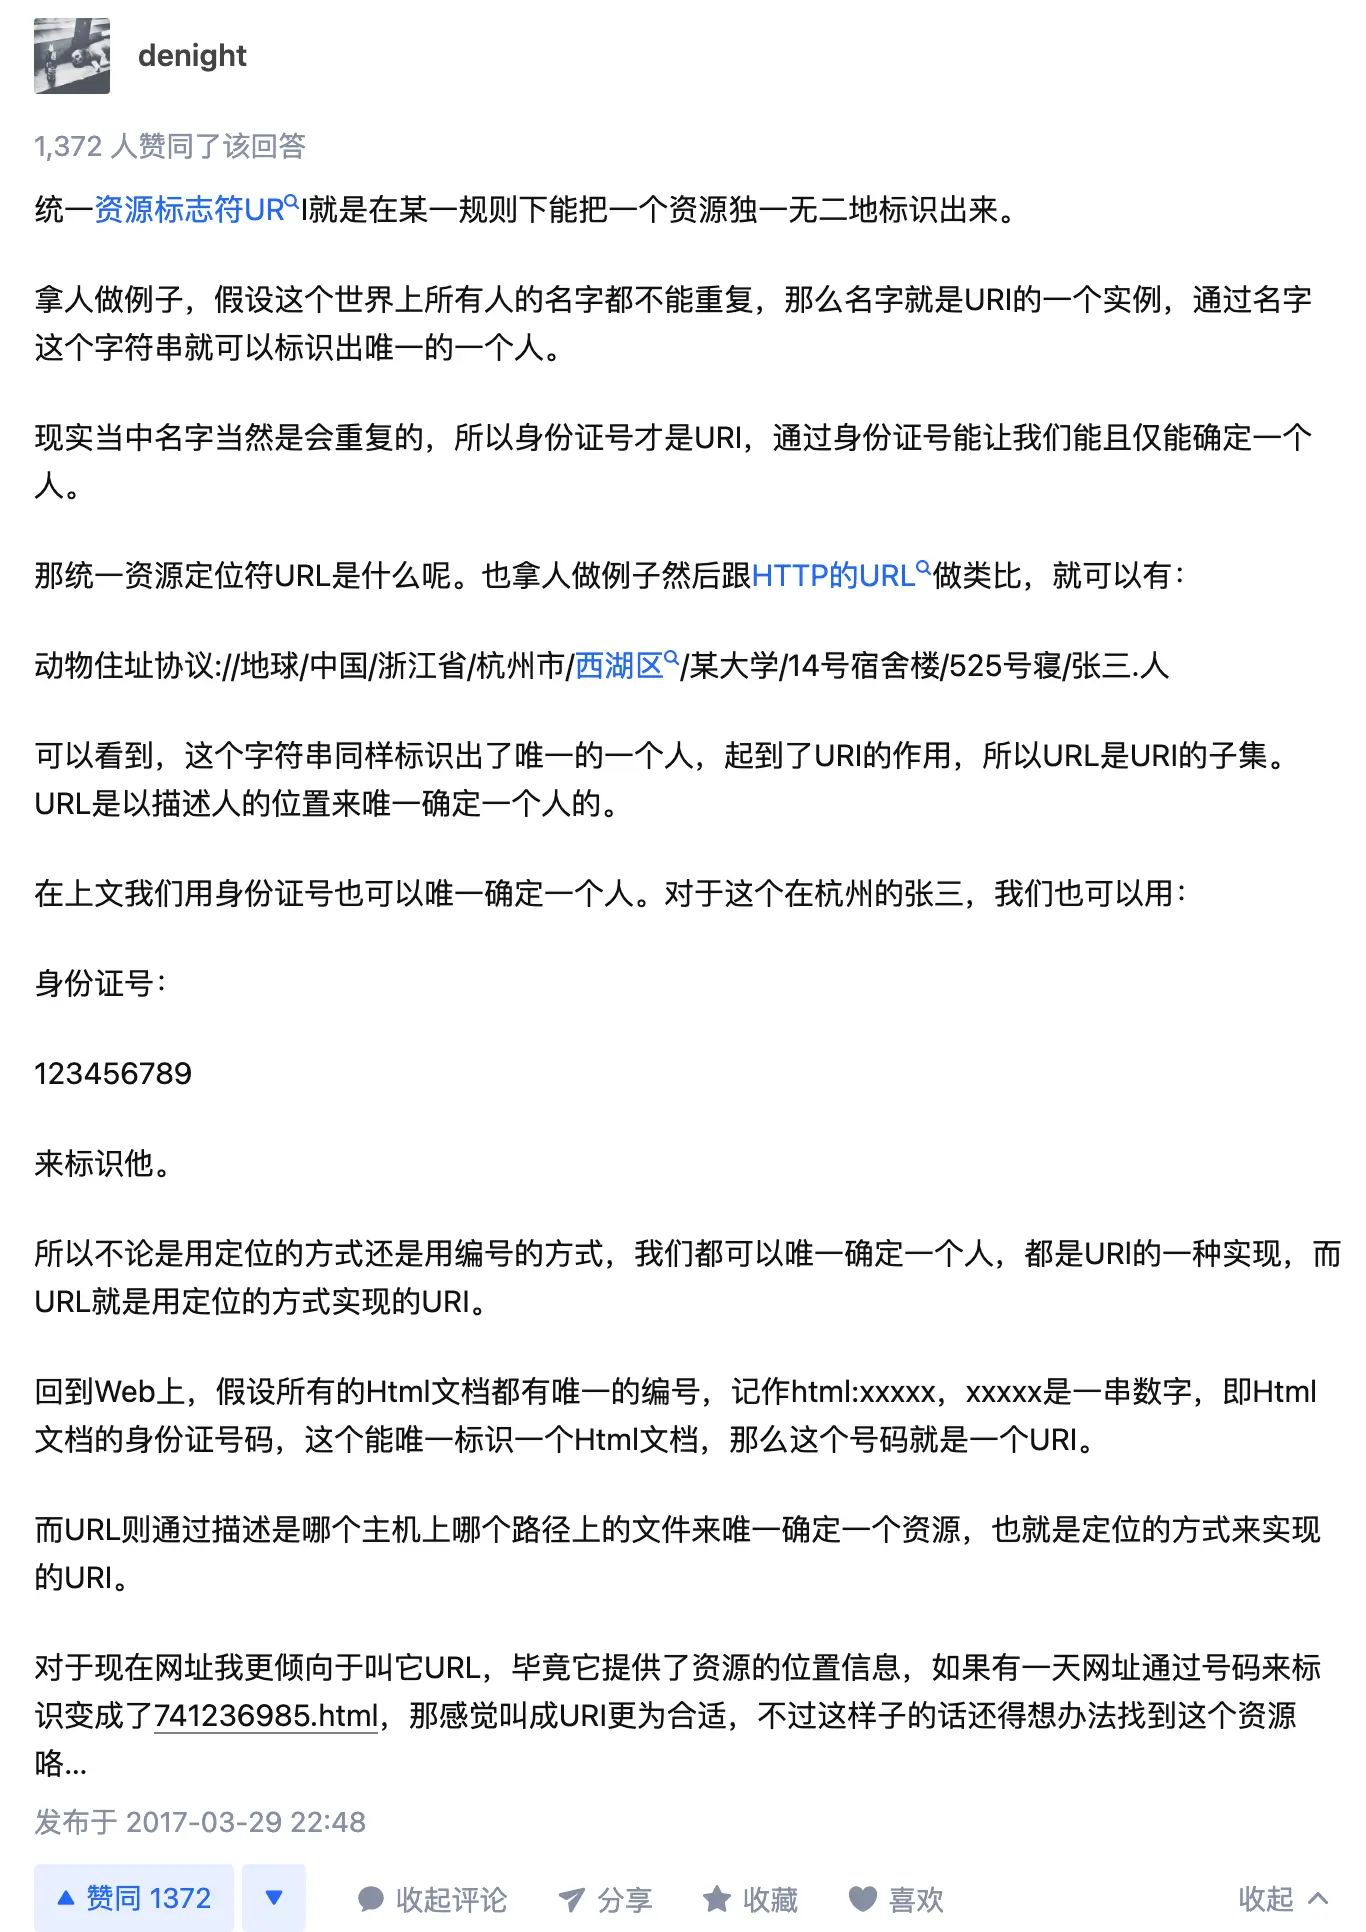 denight
1,372 人赞同了该回答
统一资源标志符URI就是在某一规则下能把一个资源独一无二地标识出来。
拿人做例子，假设这个世界上所有人的名字都不能重复，那么名字就是URI的一个实例，通过名字
这个字符串就可以标识出唯一的一个人。
现实当中名字当然是会重复的，所以身份证号才是URI，通过身份证号能让我们能且仅能确定一个
人。
那统一资源定位符URL是什么呢。也拿人做例子然后跟HTTP的URL做类比，就可以有：
动物住址协议://地球/中国/浙江省/杭州市/西湖区/某大学/14号宿舍楼/525号寝/张三.人
可以看到，这个字符串同样标识出了唯一的一个人，起到了URI的作用，所以URL是URI的子集。
URL是以描述人的位置来唯一确定一个人的。
在上文我们用身份证号也可以唯一确定一个人。对于这个在杭州的张三，我们也可以用：
身份证号：
123456789
来标识他。
所以不论是用定位的方式还是用编号的方式，我们都可以唯一确定一个人，都是URI的一种实现，而
URL就是用定位的方式实现的URI。
回到Web上，假设所有的Html文档都有唯一的编号，记作html:xxxxx，xxxxx是一串数字，即Html
文档的身份证号码，这个能唯一标识一个Html文档，那么这个号码就是一个URI。
而URL则通过描述是哪个主机上哪个路径上的文件来唯一确定一个资源，也就是定位的方式来实现
的URI。
对于现在网址我更倾向于叫它URL，毕竟它提供了资源的位置信息，如果有一天网址通过号码来标
识变成了741236985.html，那感觉叫成URI更为合适，不过这样子的话还得想办法找到这个资源
咯...
发布于 2017-03-29 22:48
赞同 1372 收起评论 分享 收藏 喜欢 收起